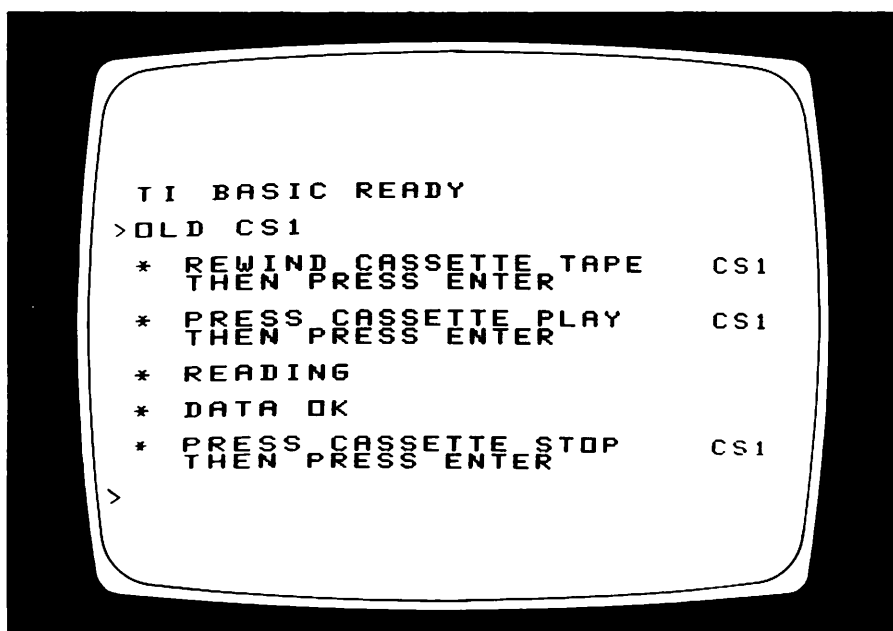 TI BASIC READY
>OLD CS1
* REWIND CASSETTE TAPE CS1
THEN PRESS ENTER
* PRESS CASSETTE PLAY CS1
THEN PRESS ENTER
* READING
* DATA OK
* PRESS CASSETTE STOP CS1
THEN PRESS ENTER
>